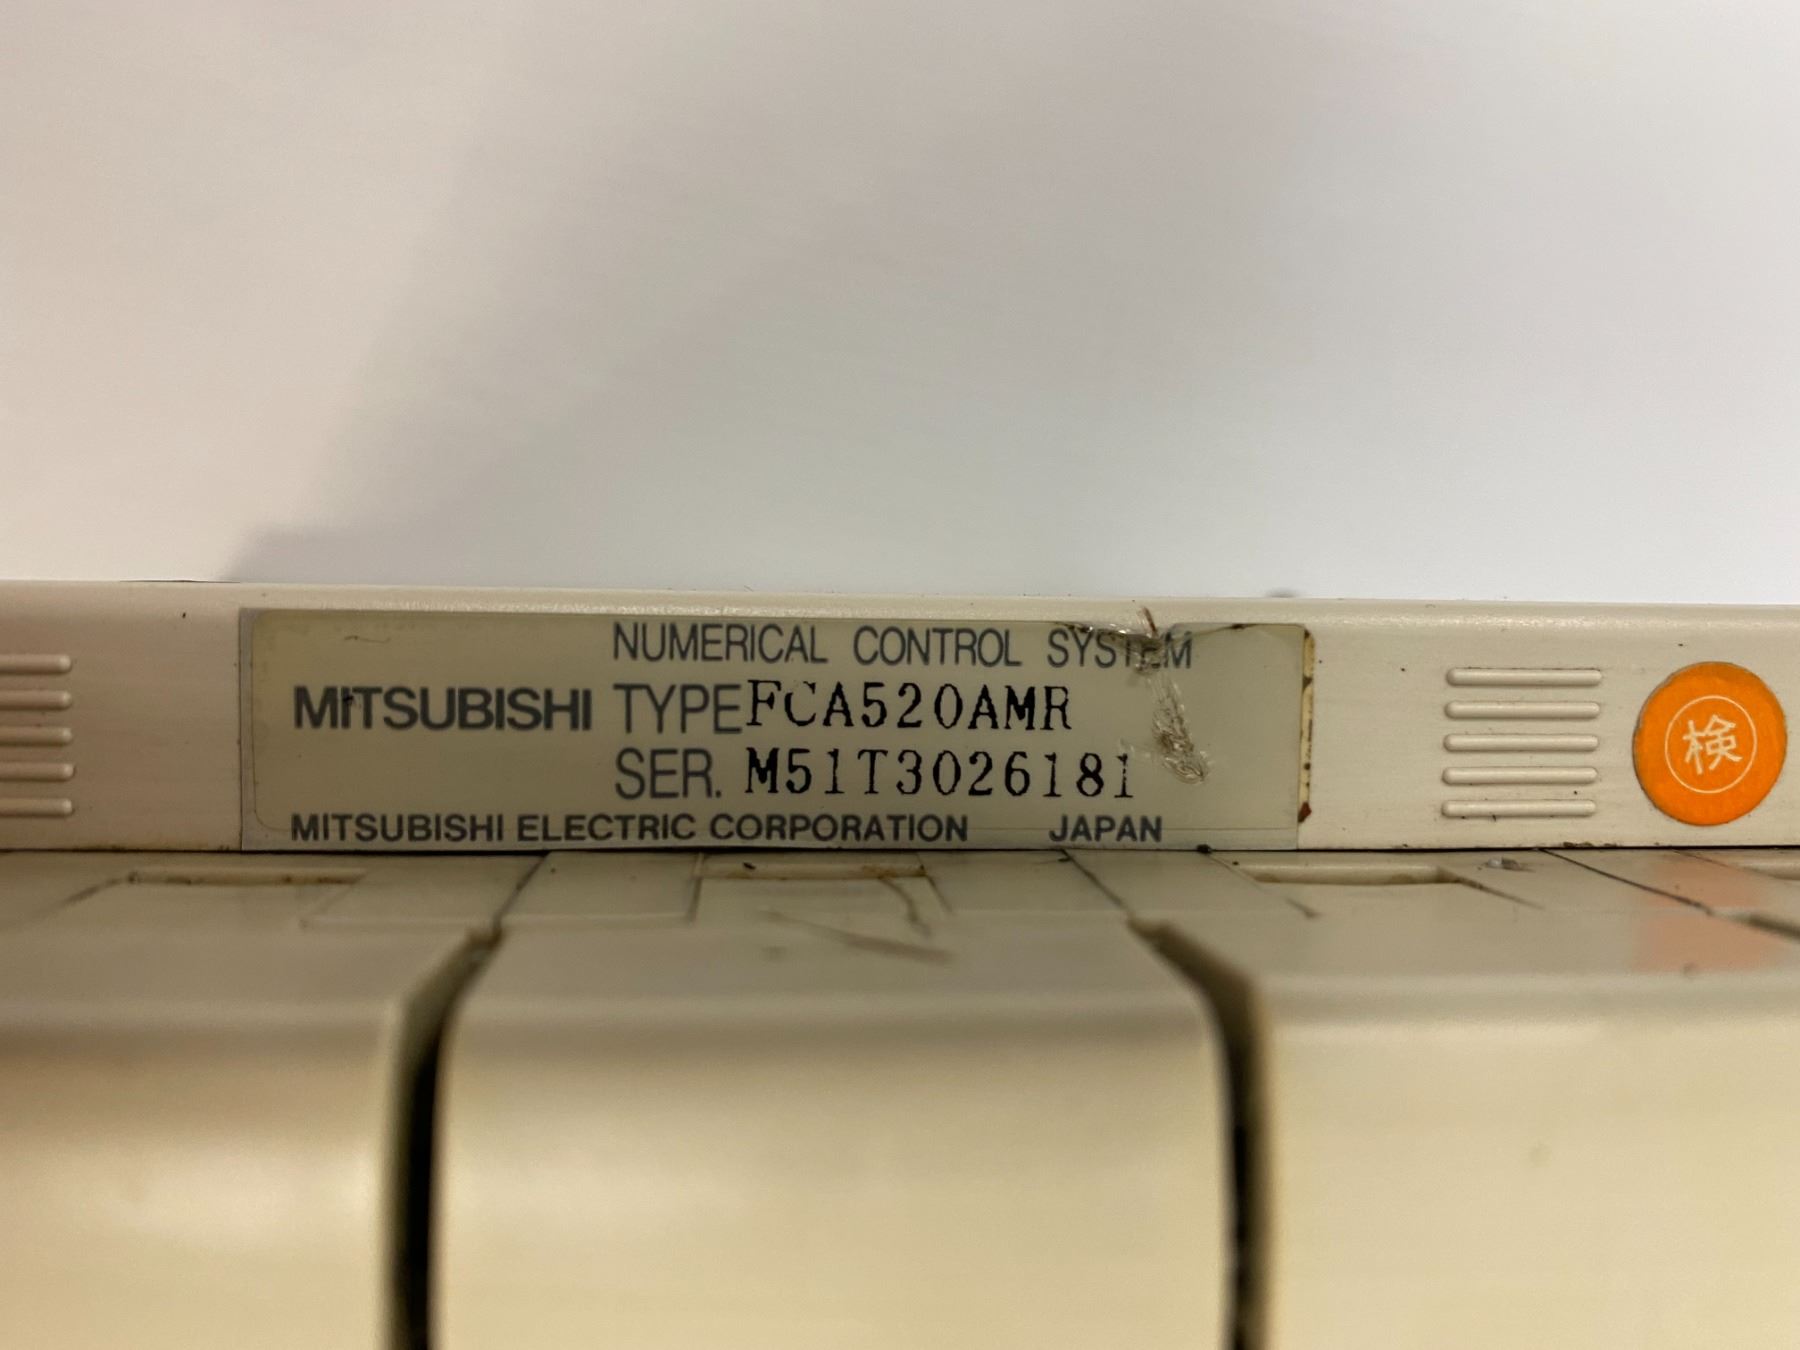 NUMERICAL CONTROL SYSTEM
MITSUBISHI TYPE FCA520AMR
SER. M51T3026181
MITSUBISHI ELECTRIC CORPORATION JAPAN
検